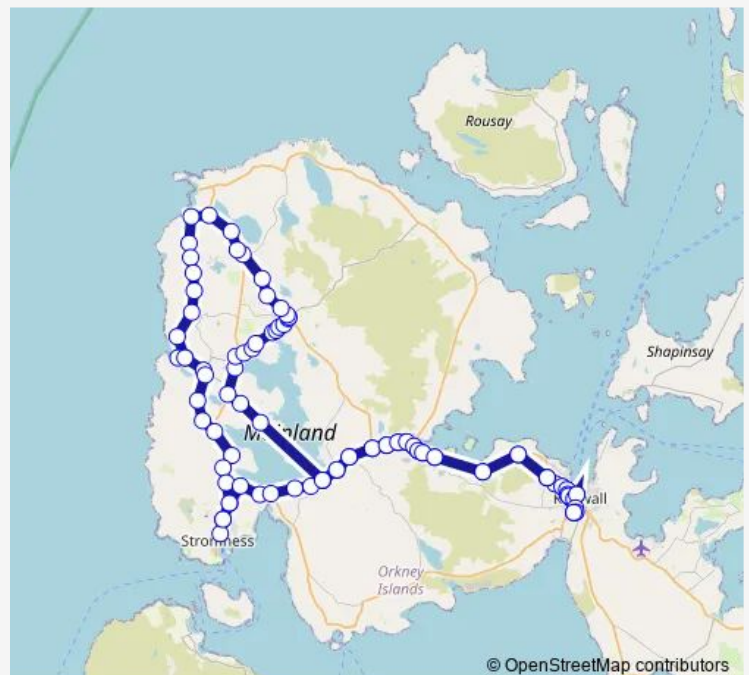 Rousay
Shapinsay
Mainland
Kirkwall
Stromness
Orkney
Islands
© OpenStreetMap contributors